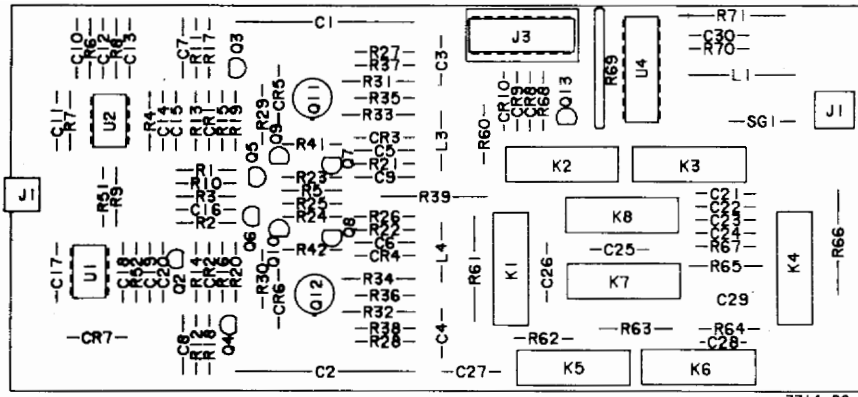 C10 R6 C12 R8 C13 C7 R11 R17 Q3 C1 R27 R37 C3 J3 R69 U4 R71 C30 R70 L1
C11 R7 U2 R4 C14 C15 R13 CR1 R15 R19 R29 CR5 Q9 Q11 R31 R35 R33 CR10 CR9 CR8 R68 Q13 SG1 J1
R41 Q7 CR3 C5 R21 C9 L3 R60 K2 K3
J1 R51 R9 R1 R10 R3 C16 R2 Q5 R23 R5 R25 R24 R39 C21 C22 C23 C24 R67 R66
Q6 Q10 R42 Q8 R26 R22 C6 CR4 L4 R61 K1 C26 K8 C25 K7 R65 K4 C29
C17 U1 C18 R52 C19 C20 Q2 R14 CR2 R16 R20 R30 CR6 Q12 R34 R36 R32
CR7 C8 R12 R18 Q4 R38 R28 C4 R62 R63 R64 C28
C2 C27 K5 K6